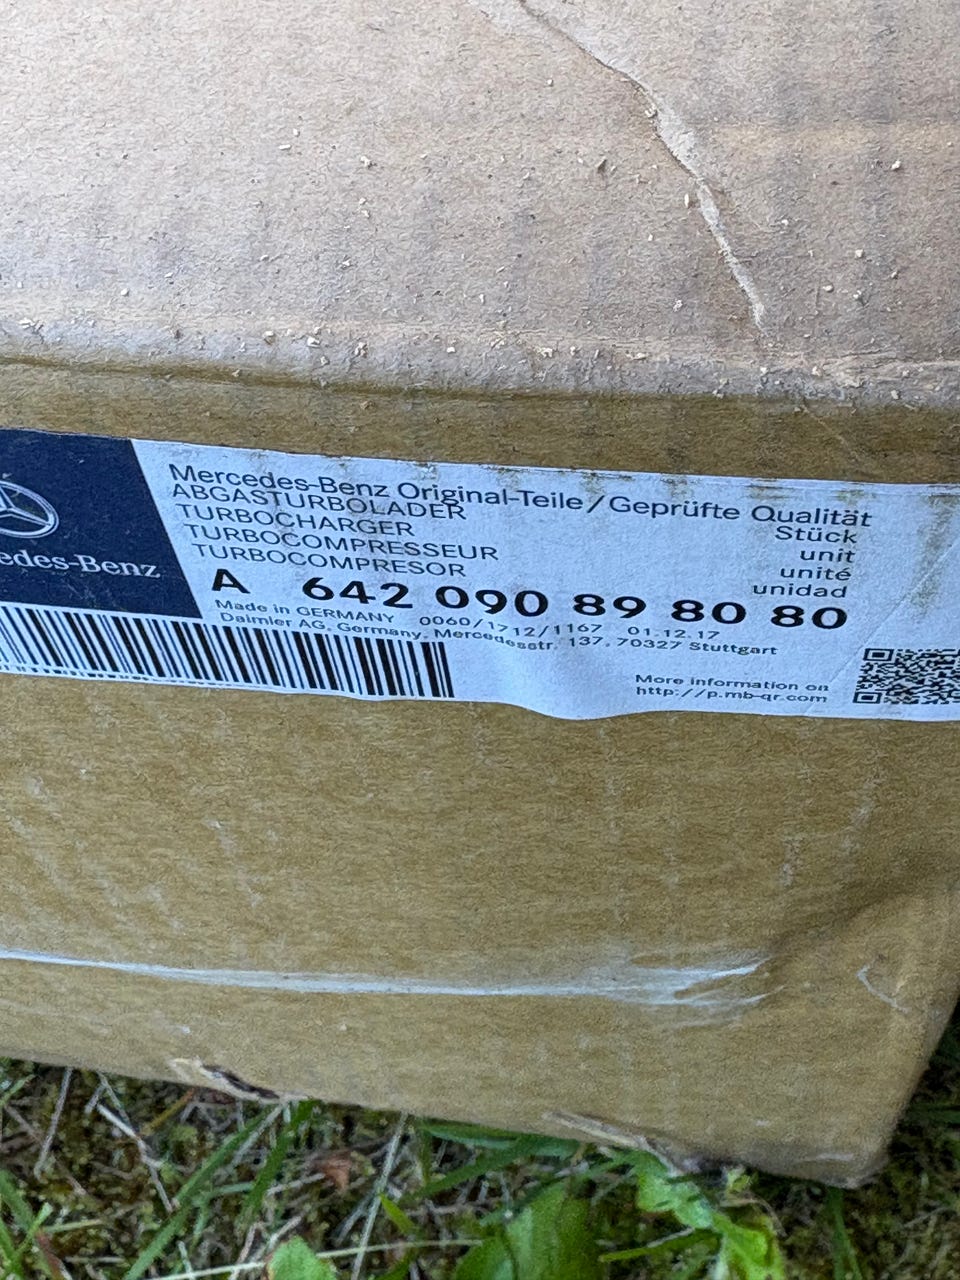 Mercedes-Benz Original-Teile/Geprüfte Qualität
ABGASTURBOLADER Stück
TURBOCHARGER unit
TURBOCOMPRESSEUR unité
TURBOCOMPRESOR unidad
A 642 090 89 80 80
Made in GERMANY 0060/1712/1167 01.12.17
Daimler AG, Germany, Mercedesstr. 137, 70327 Stuttgart
edes-Benz
More information on
http://p.mb-qr.com